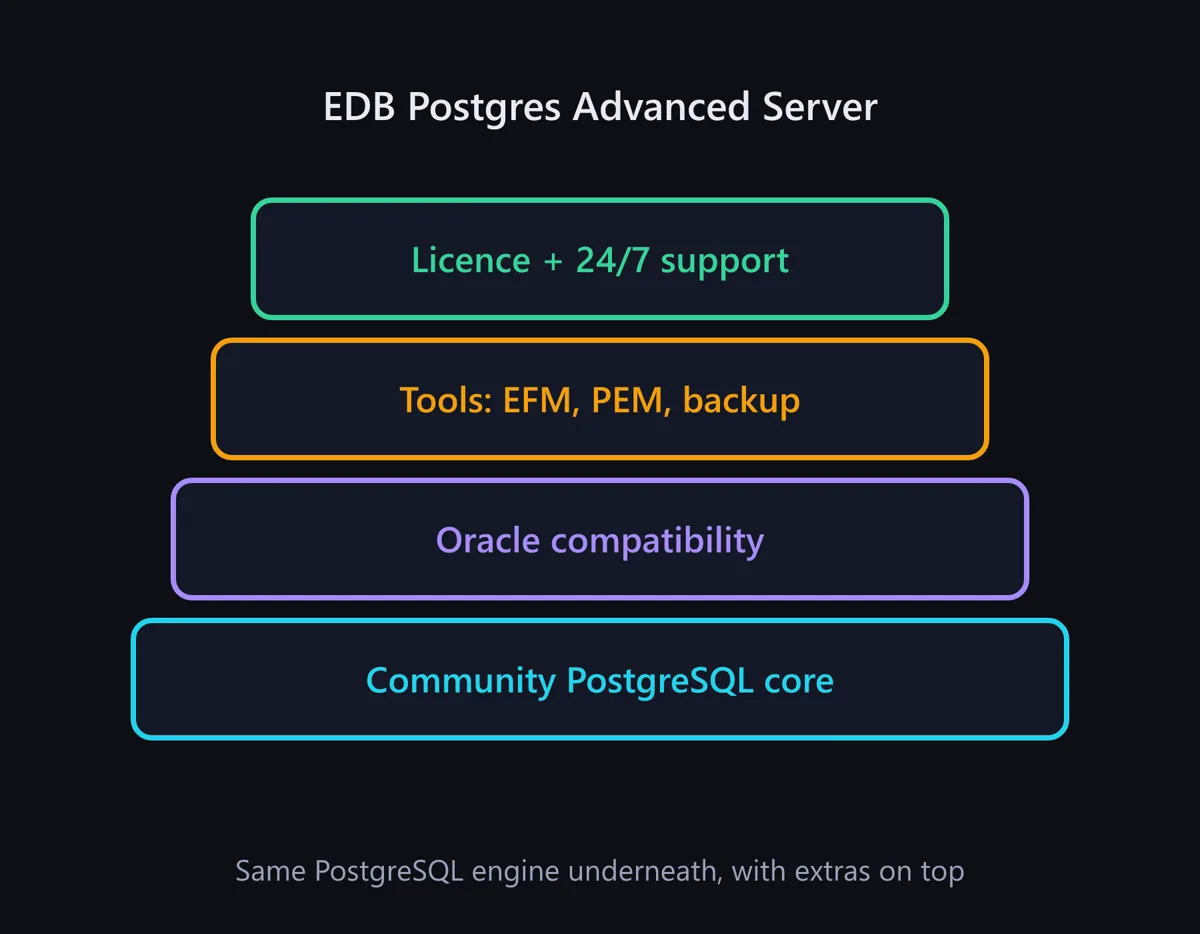 EDB Postgres Advanced Server
Licence + 24/7 support
Tools: EFM, PEM, backup
Oracle compatibility
Community PostgreSQL core
Same PostgreSQL engine underneath, with extras on top